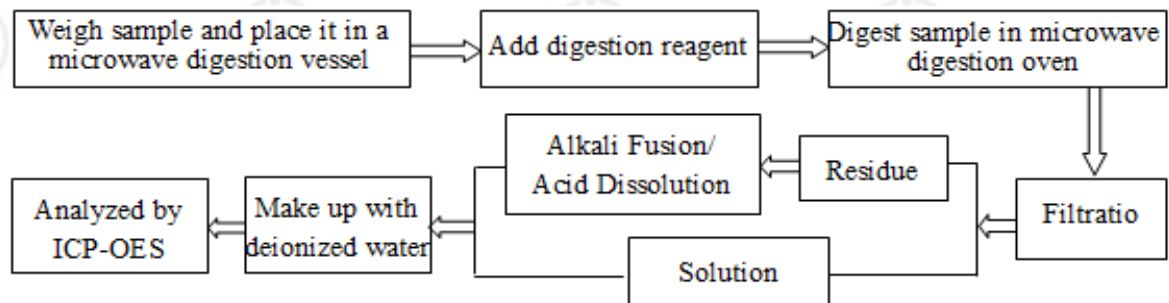 Weigh sample and place it in a
microwave digestion vessel
Add digestion reagent
Digest sample in microwave
digestion oven
Filtratio
Residue
Alkali Fusion/
Acid Dissolution
Solution
Make up with
deionized water
Analyzed by
ICP-OES